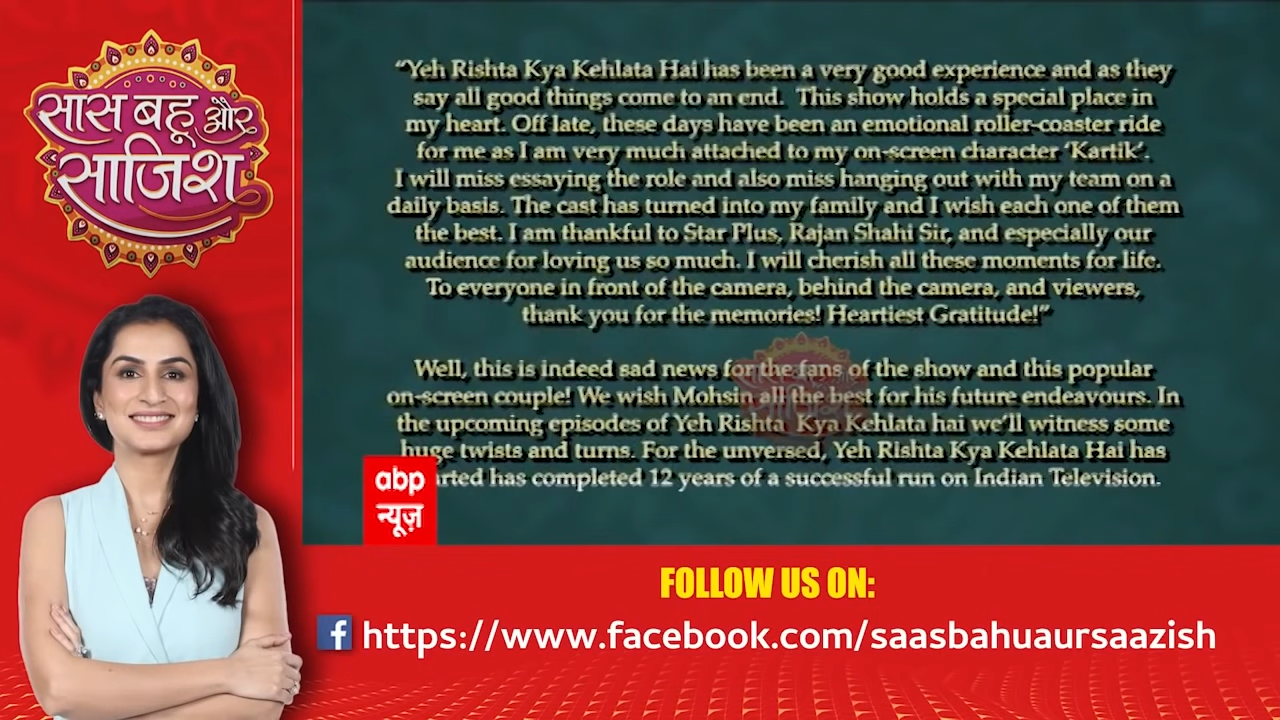 सास बहू और
साजिश
“Yeh Rishta Kya Kehlata Hai has been a very good experience and as they
say all good things come to an end. This show holds a special place in
my heart. Off late, these days have been an emotional roller-coaster ride
for me as I am very much attached to my on-screen character ‘Kartik’.
I will miss essaying the role and also miss hanging out with my team on a
daily basis. The cast has turned into my family and I wish each one of them
the best. I am thankful to Star Plus, Rajan Shahi Sir, and especially our
audience for loving us so much. I will cherish all these moments for life.
To everyone in front of the camera, behind the camera, and viewers,
thank you for the memories! Heartiest Gratitude!”
Well, this is indeed sad news for the fans of the show and this popular
on-screen couple! We wish Mohsin all the best for his future endeavours. In
the upcoming episodes of Yeh Rishta Kya Kehlata hai we’ll witness some
huge twists and turns. For the unversed, Yeh Rishta Kya Kehlata Hai has
arted has completed 12 years of a successful run on Indian Television.
abp
न्यूज़
FOLLOW US ON:
f https://www.facebook.com/saasbahuaursaazish